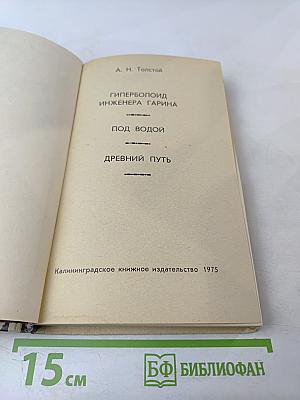 А. Н. Толстой
ГИПЕРБОЛОИД
ИНЖЕНЕРА ГАРИНА
ПОД ВОДОЙ
ДРЕВНИЙ ПУТЬ
Калининградское книжное издательство 1975
15 см
БФ БИБЛИОФАН